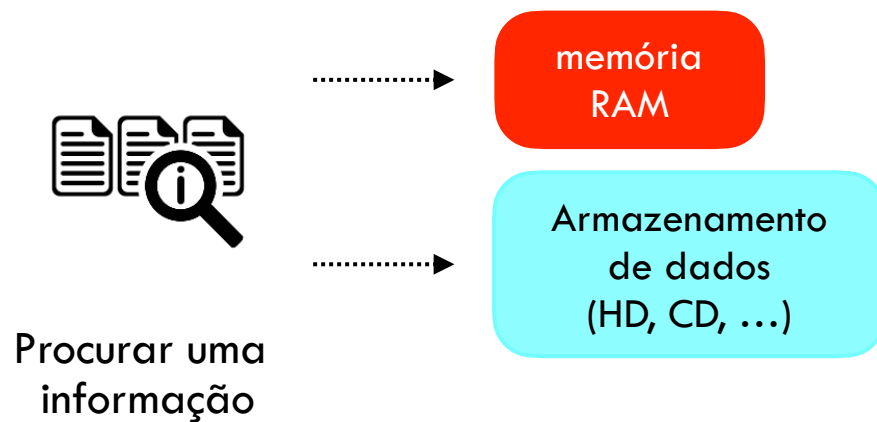 memória
RAM
i
Armazenamento
de dados
(HD, CD, …)
Procurar uma
informação